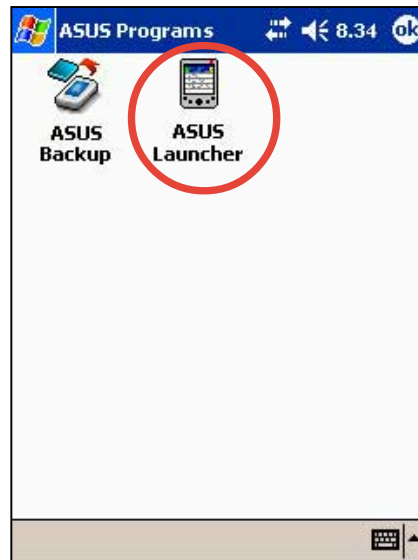 ASUS Programs 8.34 ok
ASUS
Backup
ASUS
Launcher